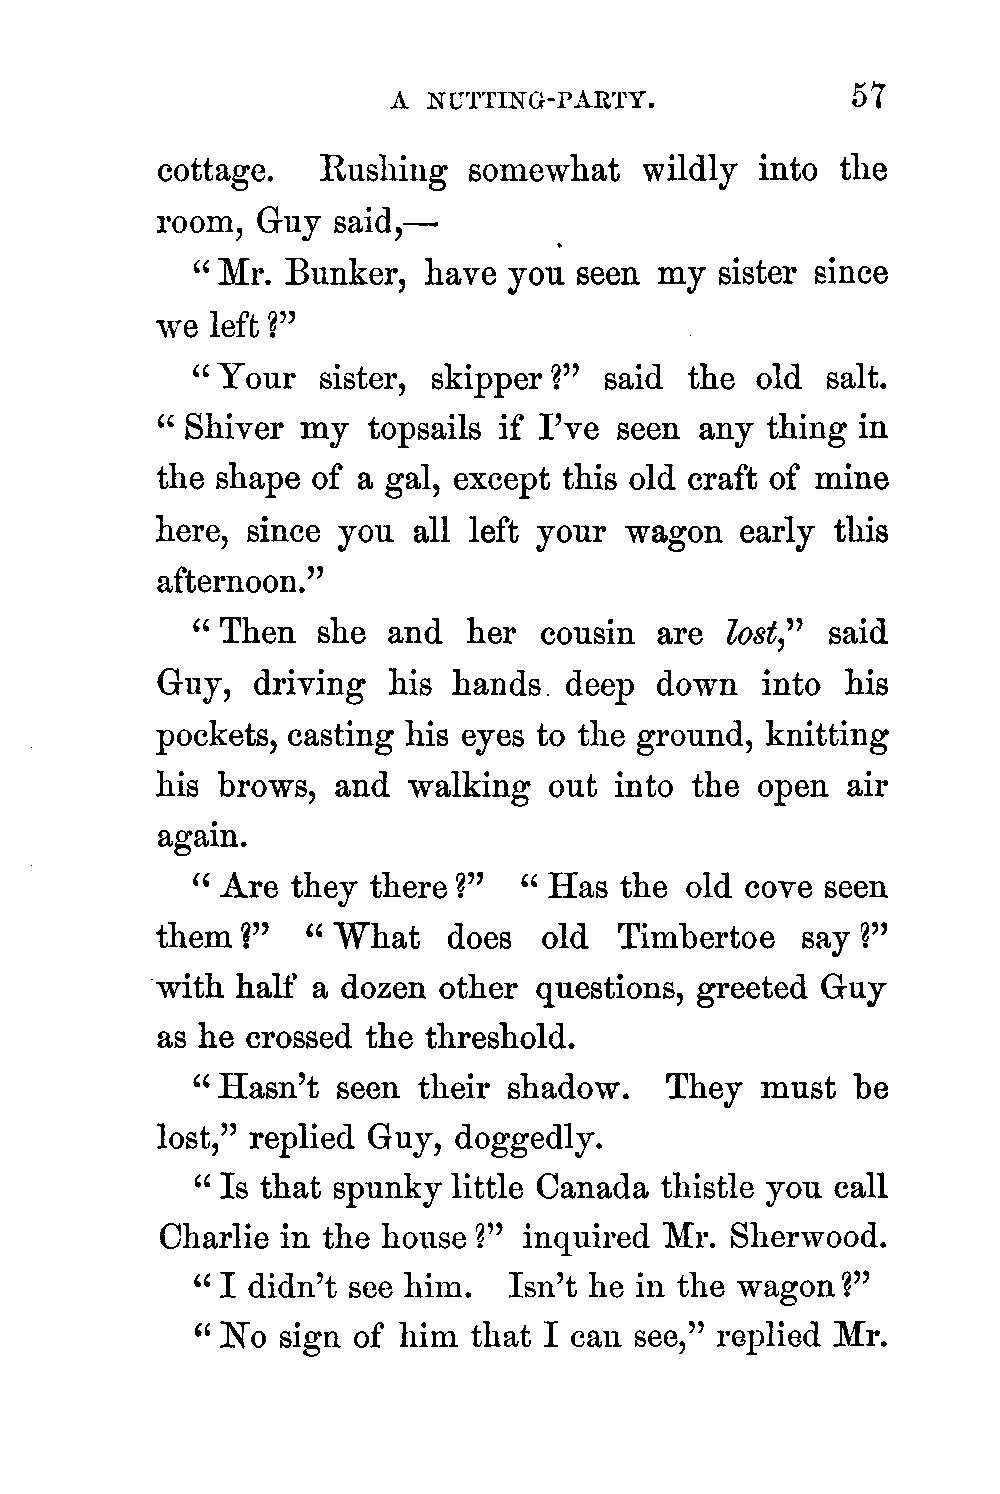 A NUTTING-PARTY. 57
cottage. Rushing somewhat wildly into the
room, Guy said,—
“Mr. Bunker, have you seen my sister since
we left?”
“Your sister, skipper?” said the old salt.
“Shiver my topsails if I’ve seen any thing in
the shape of a gal, except this old craft of mine
here, since you all left your wagon early this
afternoon.”
“Then she and her cousin are lost,” said
Guy, driving his hands deep down into his
pockets, casting his eyes to the ground, knitting
his brows, and walking out into the open air
again.
“Are they there?” “Has the old cove seen
them?” “What does old Timbertoe say?”
with half a dozen other questions, greeted Guy
as he crossed the threshold.
“Hasn’t seen their shadow. They must be
lost,” replied Guy, doggedly.
“Is that spunky little Canada thistle you call
Charlie in the house?” inquired Mr. Sherwood.
“I didn’t see him. Isn’t he in the wagon?”
“No sign of him that I can see,” replied Mr.